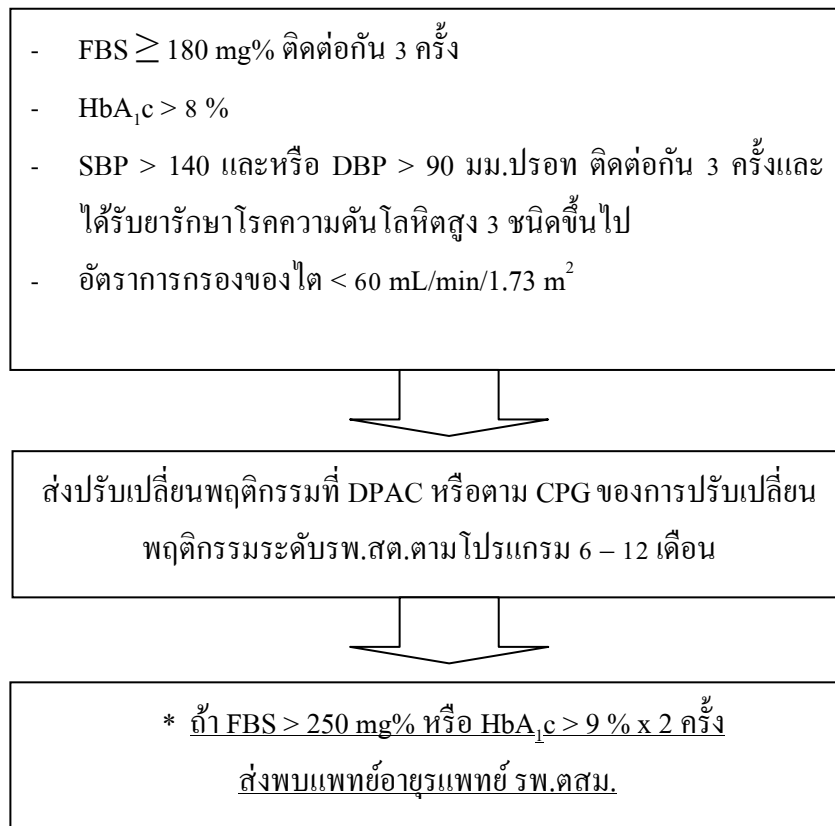 - FBS ≥ 180 mg% ติดต่อกัน 3 ครั้ง
- HbA₁c > 8 %
- SBP > 140 และหรือ DBP > 90 มม.ปรอท ติดต่อกัน 3 ครั้งและ
ได้รับยารักษาโรคความดันโลหิตสูง 3 ชนิดขึ้นไป
- อัตราการกรองของไต < 60 mL/min/1.73 m²
ส่งปรับเปลี่ยนพฤติกรรมที่ DPAC หรือตาม CPG ของการปรับเปลี่ยน
พฤติกรรมระดับรพ.สต.ตามโปรแกรม 6 – 12 เดือน
* ถ้า FBS > 250 mg% หรือ HbA₁c > 9 % x 2 ครั้ง
ส่งพบแพทย์อายุรแพทย์ รพ.ตสม.